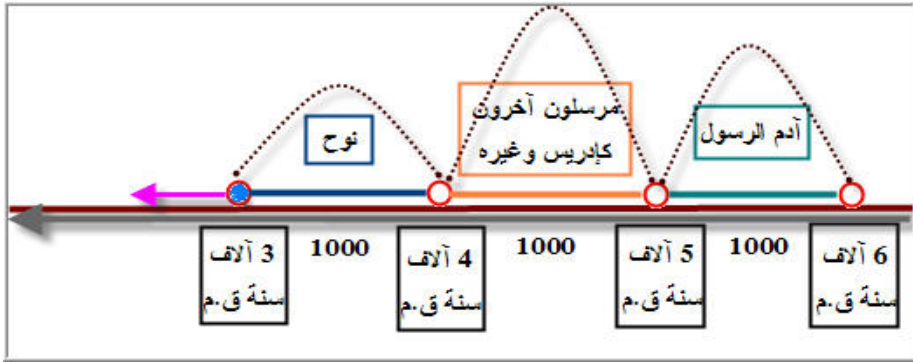 آدم الرسول
مرسلون آخرون
كإدريس وغيره
نوح
6 آلاف
سنة ق.م
1000
5 آلاف
سنة ق.م
1000
4 آلاف
سنة ق.م
1000
3 آلاف
سنة ق.م